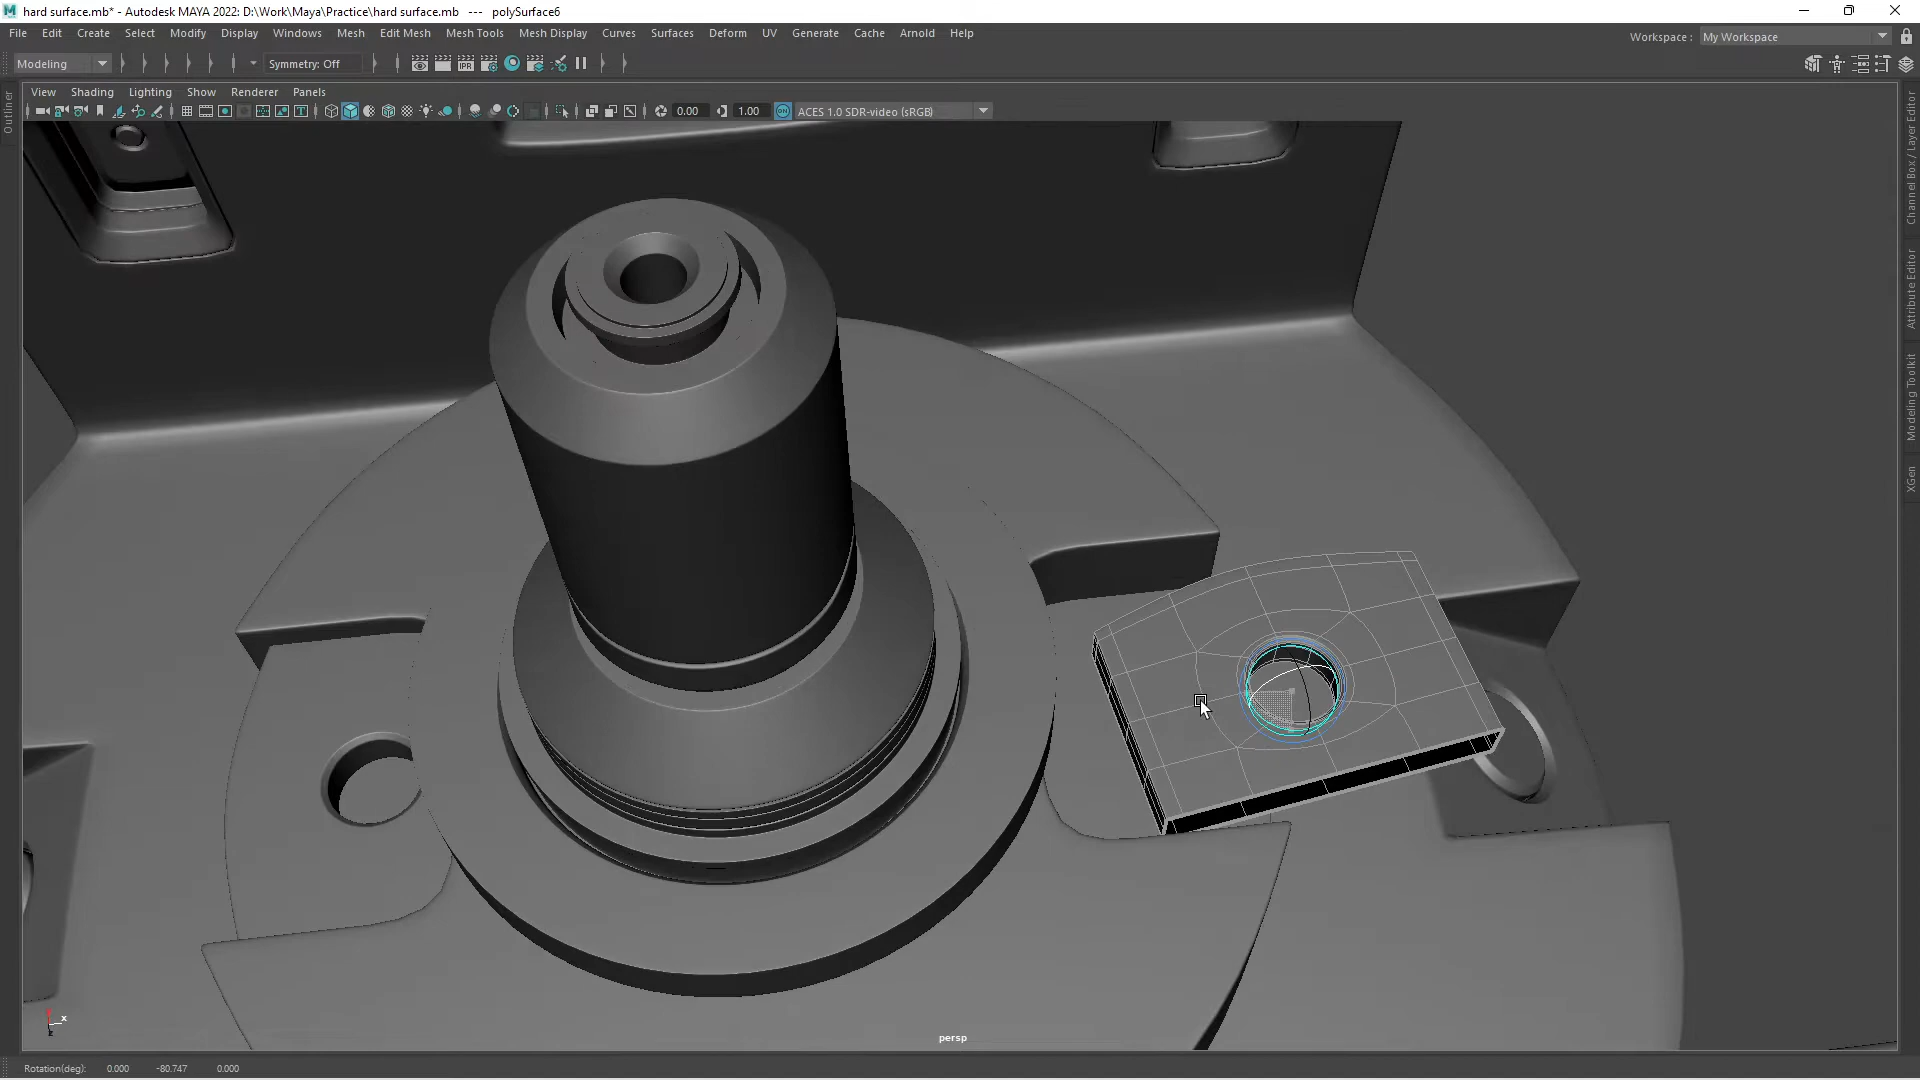 hard surface.mb* - Autodesk MAYA 2022: D:\Work\Maya\Practice\hard surface.mb --- polySurface6
File Edit Create Select Modify Display Windows Mesh Edit Mesh Mesh Tools Mesh Display Curves Surfaces Deform UV Generate Cache Arnold Help
Workspace : My Workspace
Modeling Symmetry: Off IPR
View Shading Lighting Show Renderer Panels
0.00 1.00 ON ACES 1.0 SDR-video (sRGB)
Outliner
Channel Box / Layer Editor
Attribute Editor
Modeling Toolkit
XGen
x
persp
Rotation(deg): 0.000 -80.747 0.000